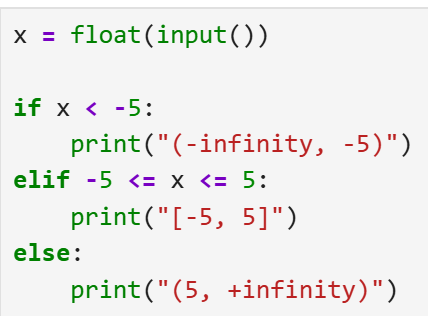 x = float(input())

if x < -5:
    print("(-infinity, -5)")
elif -5 <= x <= 5:
    print("[-5, 5]")
else:
    print("(5, +infinity)")